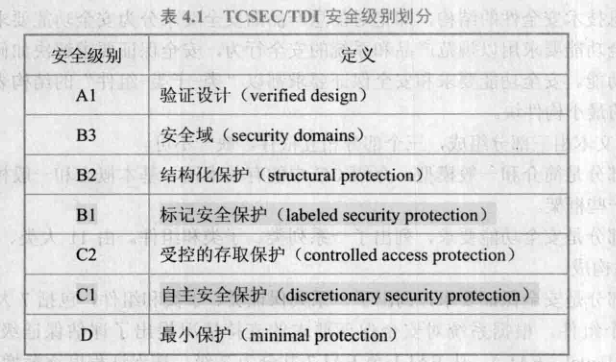 表 4.1 TCSEC/TDI 安全级别划分
安全级别 定义
A1 验证设计（verified design）
B3 安全域（security domains）
B2 结构化保护（structural protection）
B1 标记安全保护（labeled security protection）
C2 受控的存取保护（controlled access protection）
C1 自主安全保护（discretionary security protection）
D 最小保护（minimal protection）